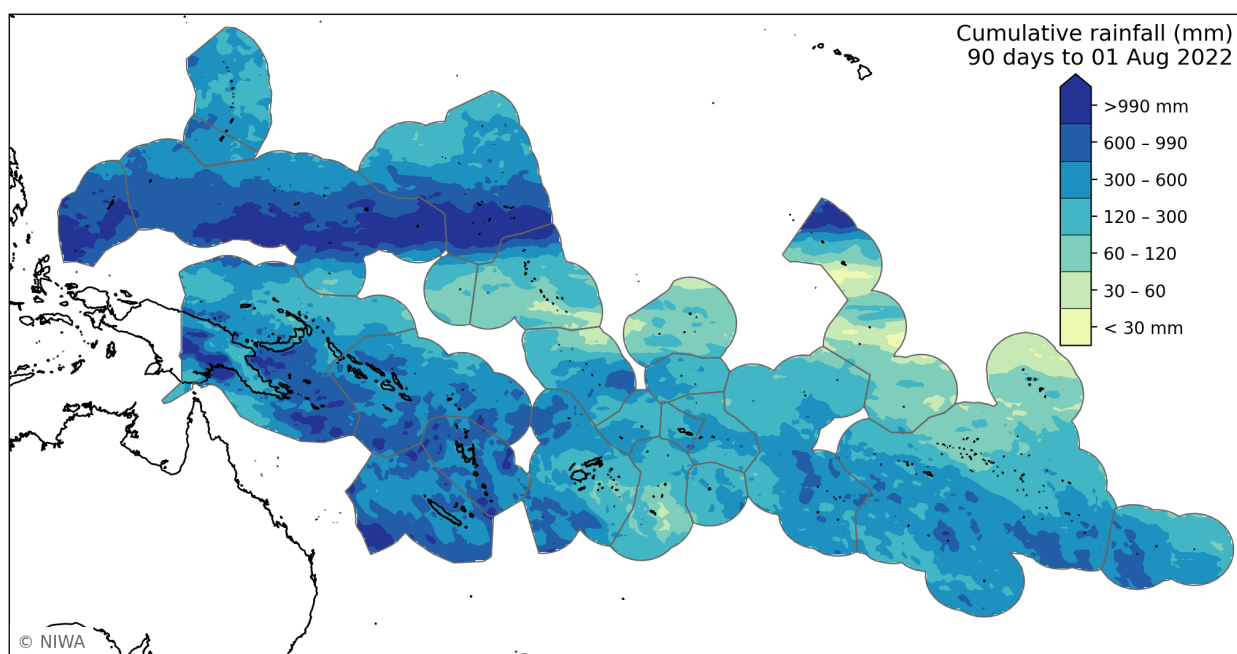 Cumulative rainfall (mm)
90 days to 01 Aug 2022
>990 mm
600 – 990
300 – 600
120 – 300
60 – 120
30 – 60
< 30 mm
© NIWA